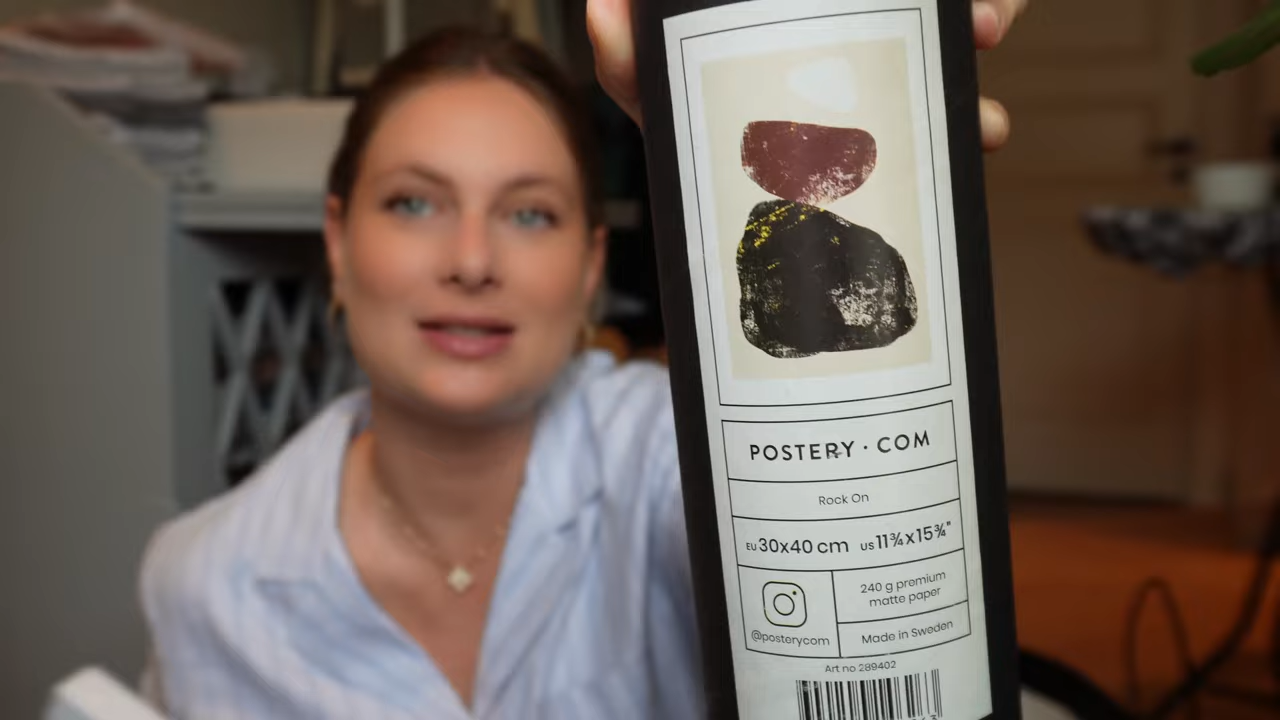 POSTERY · COM
Rock On
EU 30x40 cm US 11¾x15¾"
240 g premium
matte paper
@posterycom
Made in Sweden
Art no 289402